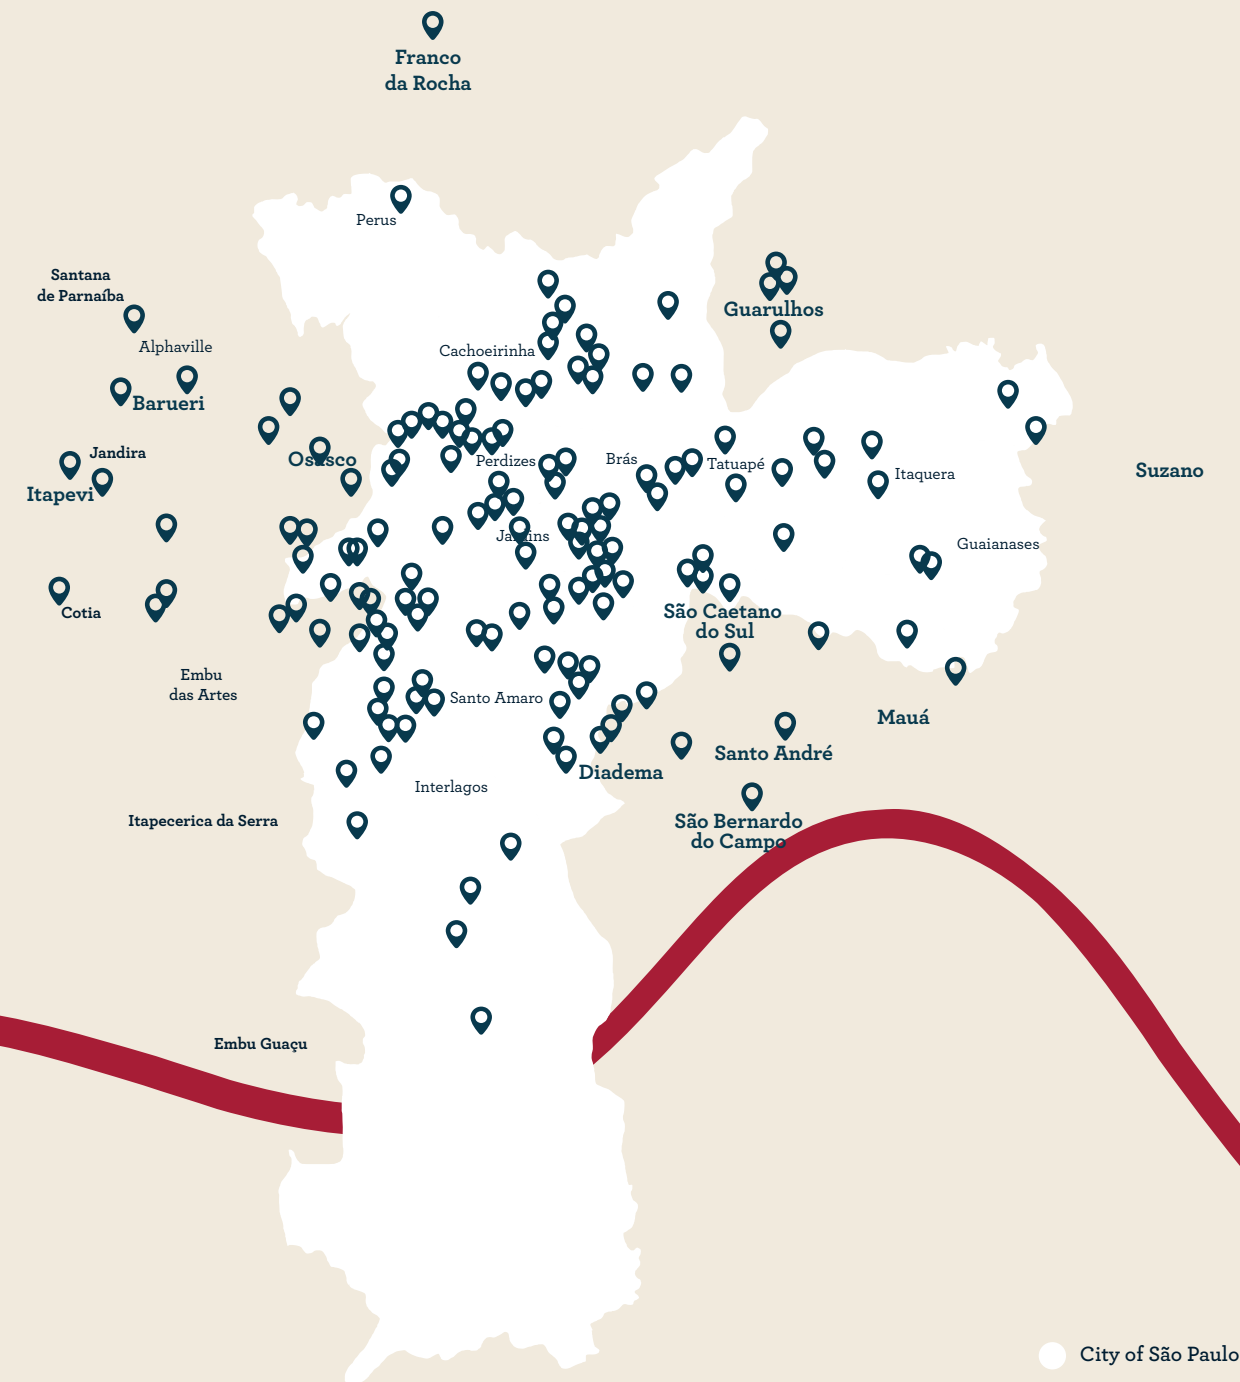 Franco
da Rocha
Perus
Santana
de Parnaíba
Guarulhos
Alphaville
Cachoeirinha
Barueri
Jandira
Osasco
Perdizes
Brás
Tatuapé
Itaquera
Suzano
Itapevi
Jardins
Guaianases
Cotia
São Caetano
do Sul
Embu
das Artes
Santo Amaro
Mauá
Santo André
Diadema
Interlagos
Itapecerica da Serra
São Bernardo
do Campo
Embu Guaçu
City of São Paulo